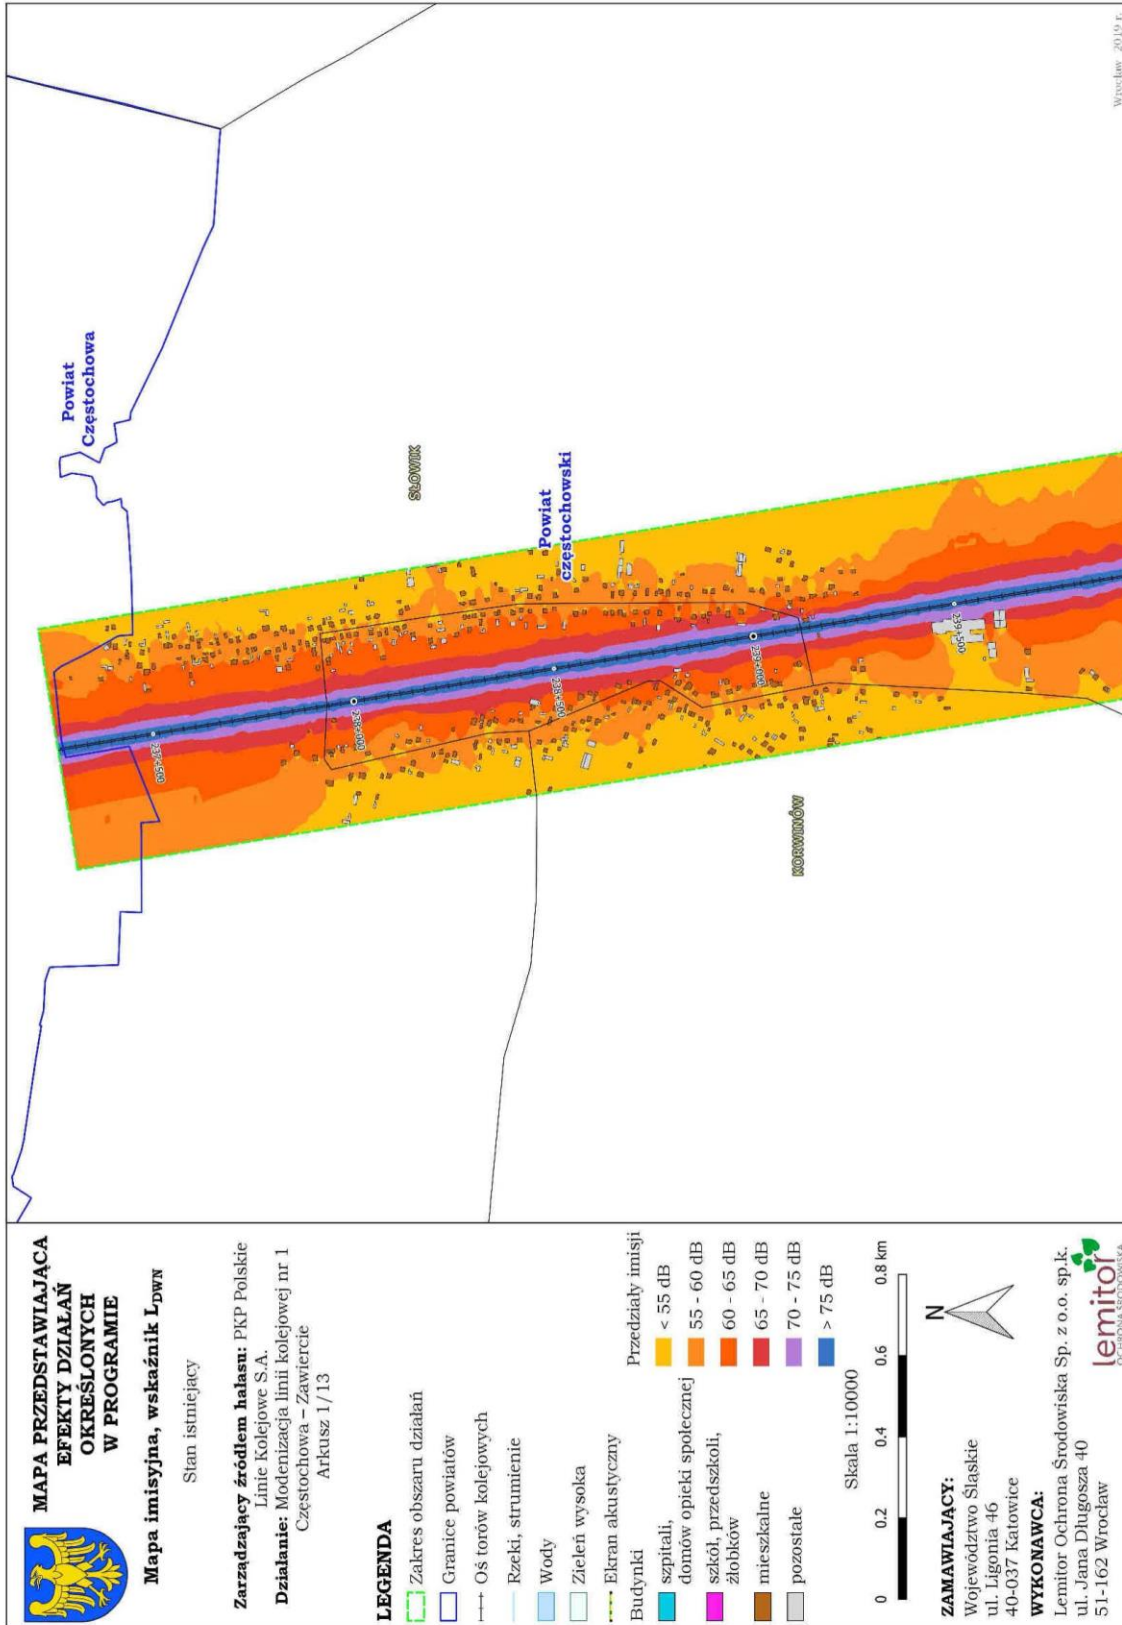 MAPA PRZEDSTAWIAJĄCA
EFEKTY DZIAŁAŃ
OKREŚLONYCH
W PROGRAMIE
Mapa imisyjna, wskaźnik LDWN
Stan istniejący
Zarządzający źródłem hałasu: PKP Polskie
Linie Kolejowe S.A.
Działanie: Modenizacja linii kolejowej nr 1
Częstochowa – Zawiercie
Arkusz 1/13
LEGENDA
Zakres obszaru działań
Granice powiatów
Oś torów kolejowych
Rzeki, strumienie
Wody
Zieleń wysoka
Ekran akustyczny
Budynki
szpitali,
domów opieki społecznej
szkół, przedszkoli,
żłobków
mieszkalne
pozostałe
Przedziały imisji
< 55 dB
55 - 60 dB
60 - 65 dB
65 - 70 dB
70 - 75 dB
> 75 dB
Skala 1:10000
0 0.2 0.4 0.6 0.8 km
N
ZAMAWIAJĄCY:
Województwo Śląskie
ul. Ligonia 46
40-037 Katowice
WYKONAWCA:
Lemitor Ochrona Środowiska Sp. z o.o. sp.k.
ul. Jana Długosza 40
51-162 Wrocław
lemitor
OCHRONA ŚRODOWISKA
Powiat
Częstochowa
SŁOWIK
Powiat
częstochowski
KORWINÓW
237+500
238+000
238+500
239+000
239+500
Wrocław 2019 r.